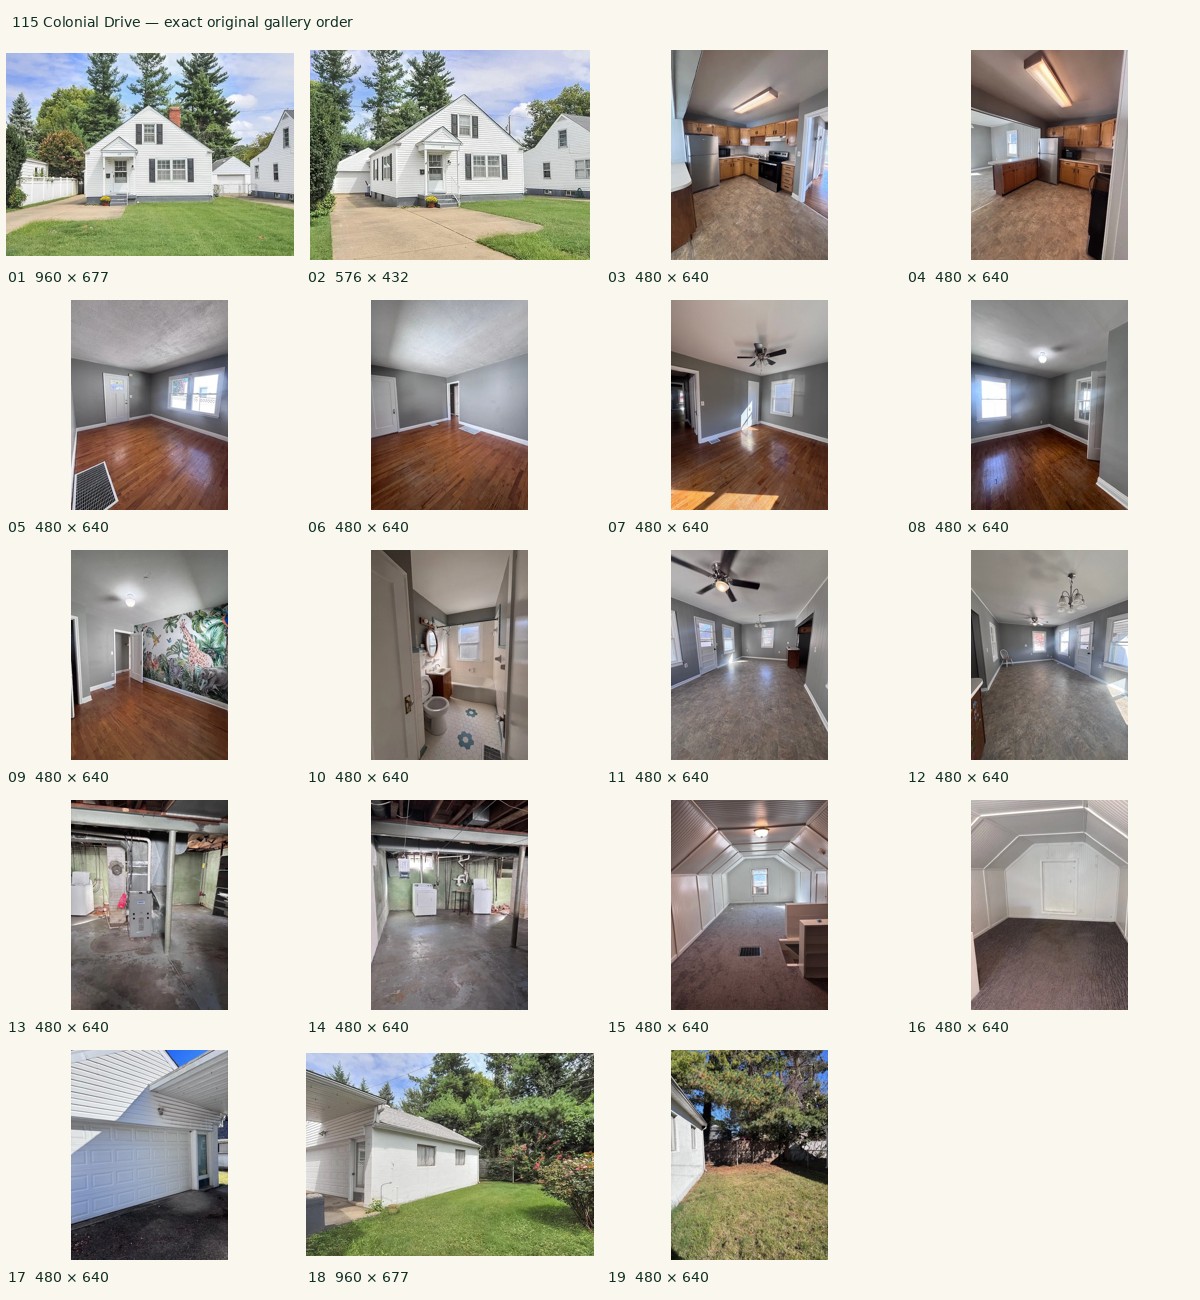 115 Colonial Drive — exact original gallery order
01 960 × 677
02 576 × 432
03 480 × 640
04 480 × 640
05 480 × 640
06 480 × 640
07 480 × 640
08 480 × 640
09 480 × 640
10 480 × 640
11 480 × 640
12 480 × 640
13 480 × 640
14 480 × 640
15 480 × 640
16 480 × 640
17 480 × 640
18 960 × 677
19 480 × 640